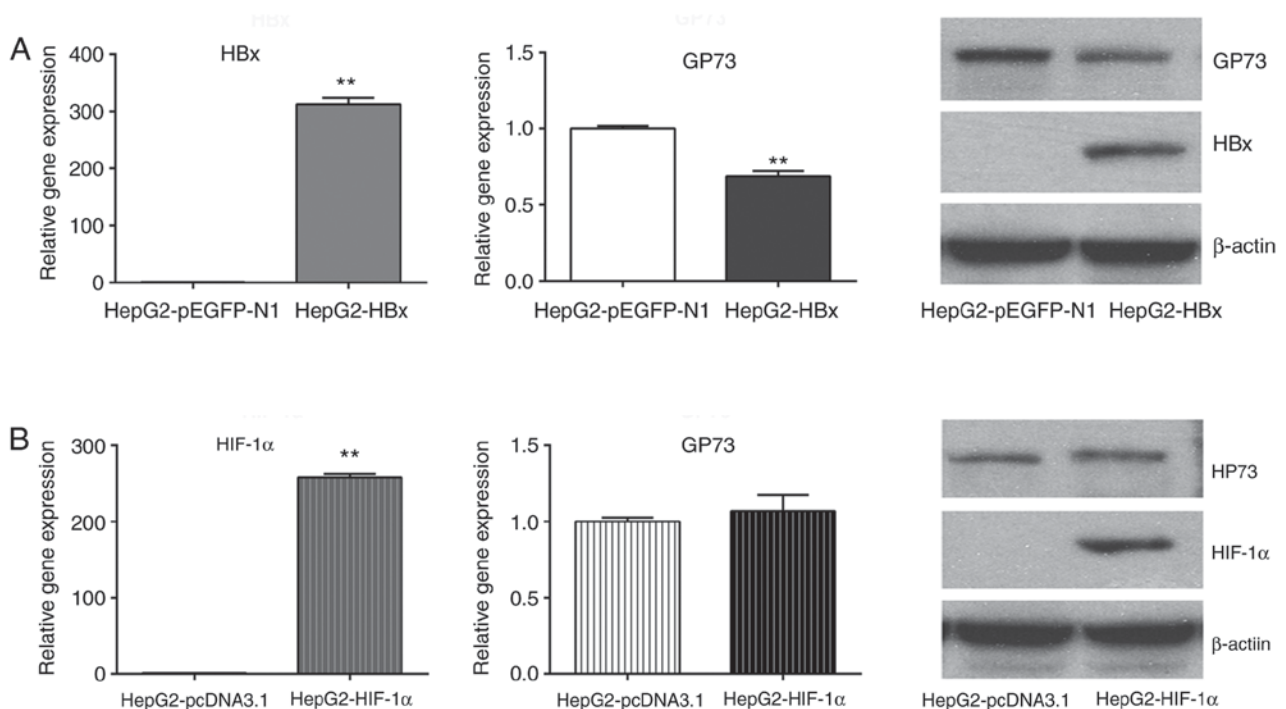 A
HBx
**
Relative gene expression
400
300
200
100
0
HepG2-pEGFP-N1 HepG2-HBx
GP73
**
Relative gene expression
1.5
1.0
0.5
0.0
HepG2-pEGFP-N1 HepG2-HBx
GP73
HBx
β-actin
HepG2-pEGFP-N1 HepG2-HBx
B
HIF-1α
**
Relative gene expression
300
200
100
0
HepG2-pcDNA3.1 HepG2-HIF-1α
GP73
Relative gene expression
1.5
1.0
0.5
0.0
HepG2-pcDNA3.1 HepG2-HIF-1α
HP73
HIF-1α
β-actiin
HepG2-pcDNA3.1 HepG2-HIF-1α